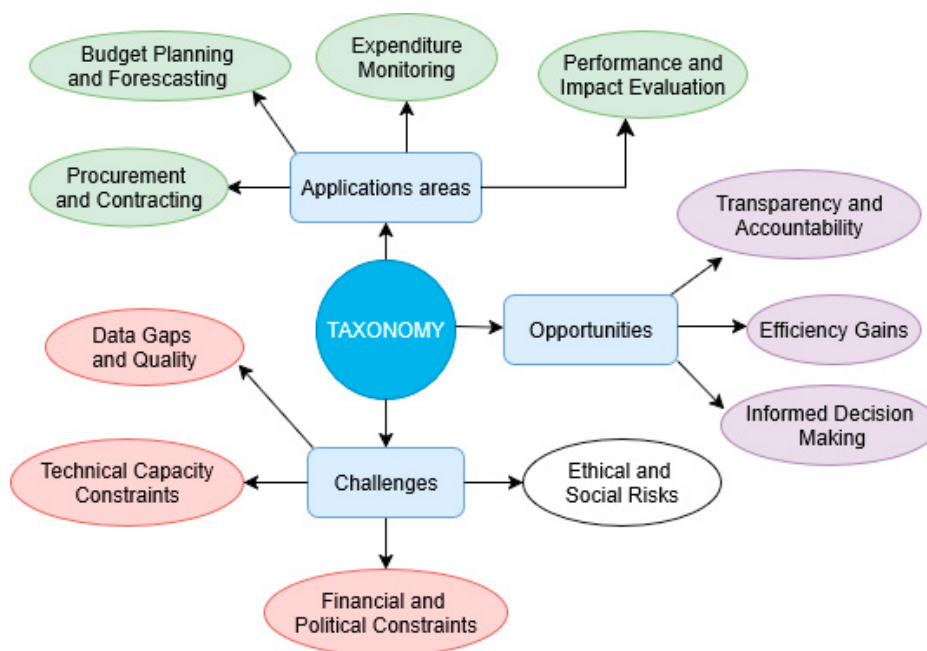 Budget Planning
and Forescasting
Expenditure
Monitoring
Performance and
Impact Evaluation
Procurement
and Contracting
Applications areas
Transparency and
Accountability
TAXONOMY
Opportunities
Efficiency Gains
Data Gaps
and Quality
Informed Decision
Making
Technical Capacity
Constraints
Challenges
Ethical and
Social Risks
Financial and
Political Constraints